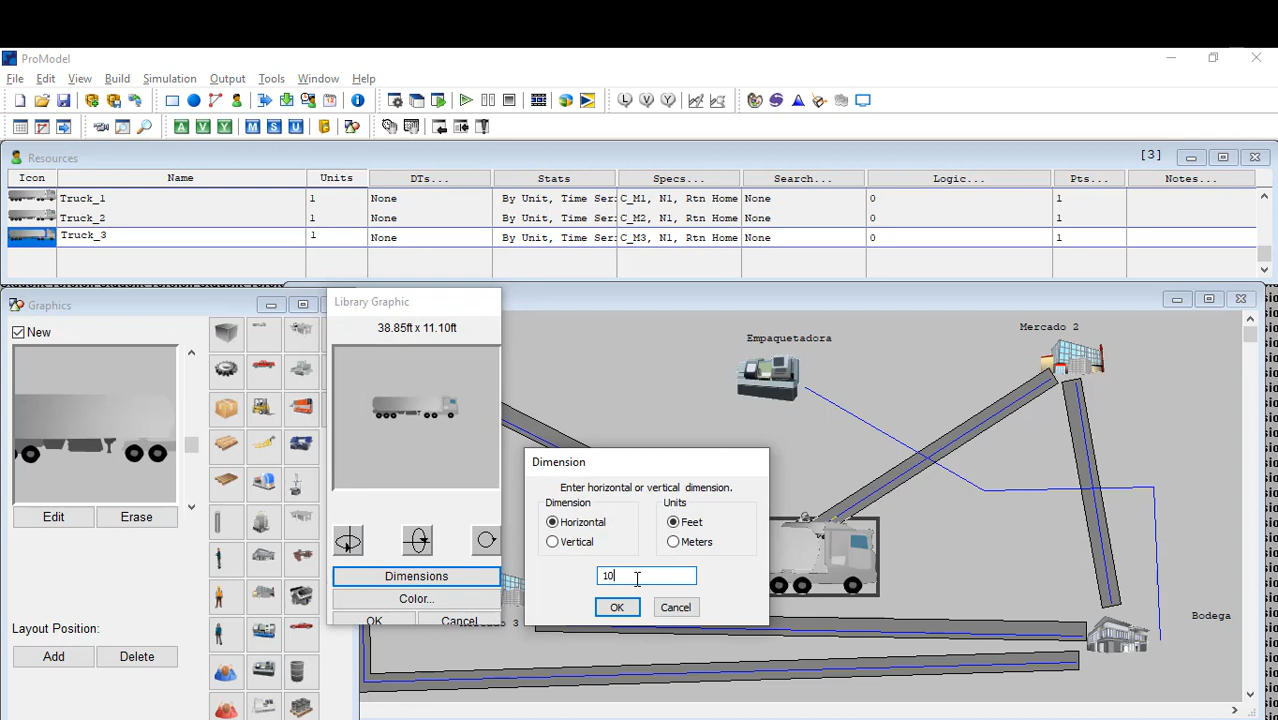 ProModel
File Edit View Build Simulation Output Tools Window Help
Resources [3]
Icon Name Units DTs... Stats Specs... Search... Logic... Pts... Notes...
Truck_1 1 None By Unit, Time Ser C_M1, N1, Rtn Home None 0 1
Truck_2 1 None By Unit, Time Ser C_M2, N1, Rtn Home None 0 1
Truck_3 1 None By Unit, Time Ser C_M3, N1, Rtn Home None 0 1
Graphics
New
Edit Erase
Layout Position:
Add Delete
Library Graphic
38.85ft x 11.10ft
Dimensions
Color...
OK Cancel
Empaquetadora
Mercado 2
Dimension
Enter horizontal or vertical dimension.
Dimension Units
Horizontal Feet
Vertical Meters
10
OK Cancel
Bodega